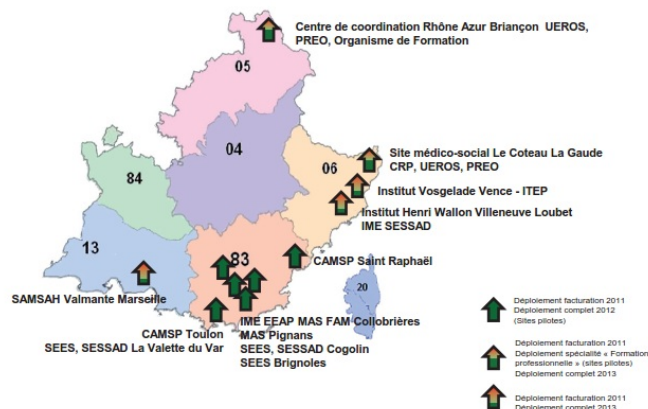 Centre de coordination Rhône Azur Briançon UEROS,
PREO, Organisme de Formation
05
04
84
06
Site médico-social Le Coteau La Gaude
CRP, UEROS, PREO
Institut Vosgelade Vence - ITEP
Institut Henri Wallon Villeneuve Loubet
IME SESSAD
13
83
CAMSP Saint Raphaël
20
SAMSAH Valmante Marseille
CAMSP Toulon
SEES, SESSAD La Valette du Var
IME EEAP MAS FAM Collobrières
MAS Pignans
SEES, SESSAD Cogolin
SEES Brignoles
Déploiement facturation 2011
Déploiement complet 2012
(Sites pilotes)
Déploiement facturation 2011
Déploiement spécialité « Formation
professionnelle » (sites pilotes)
Déploiement complet 2013
Déploiement facturation 2011
Déploiement complet 2013